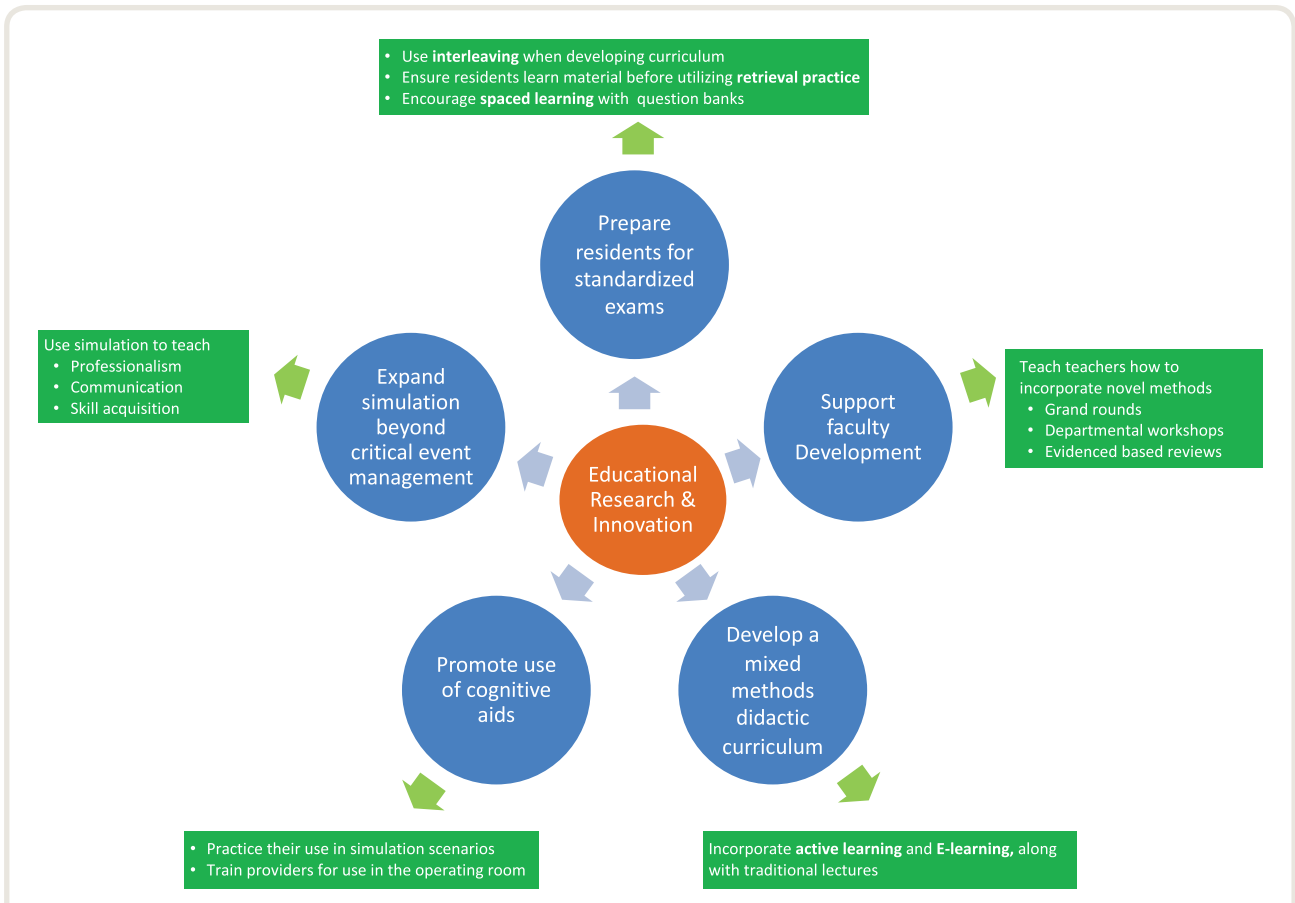 • Use interleaving when developing curriculum
• Ensure residents learn material before utilizing retrieval practice
• Encourage spaced learning with question banks
Prepare
residents for
standardized
exams
Use simulation to teach
• Professionalism
• Communication
• Skill acquisition
Expand
simulation
beyond
critical event
management
Support
faculty
Development
Teach teachers how to
incorporate novel methods
• Grand rounds
• Departmental workshops
• Evidenced based reviews
Educational
Research &
Innovation
Promote use
of cognitive
aids
Develop a
mixed
methods
didactic
curriculum
• Practice their use in simulation scenarios
• Train providers for use in the operating room
Incorporate active learning and E-learning, along
with traditional lectures